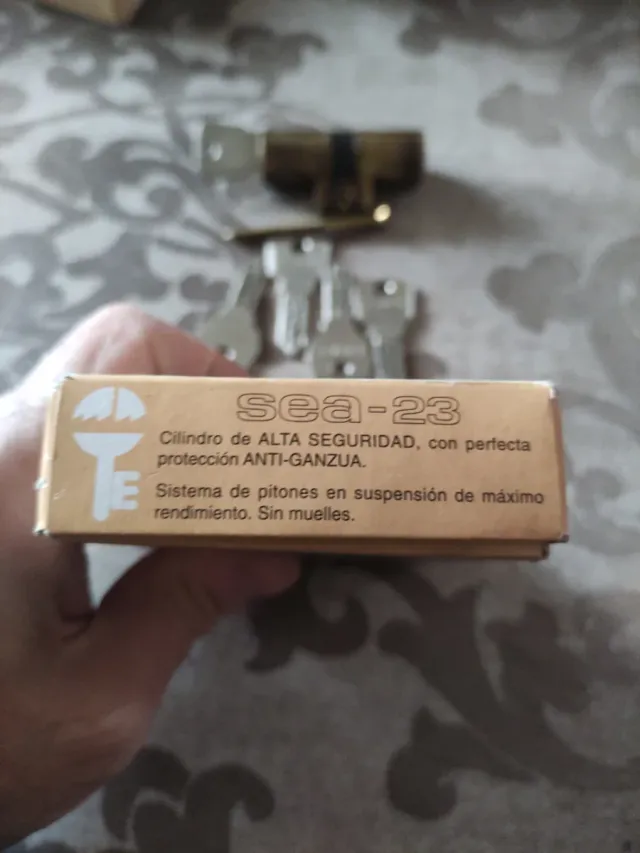 sea-23
Cilindro de ALTA SEGURIDAD, con perfecta
protección ANTI-GANZUA.
Sistema de pitones en suspensión de máximo
rendimiento. Sin muelles.